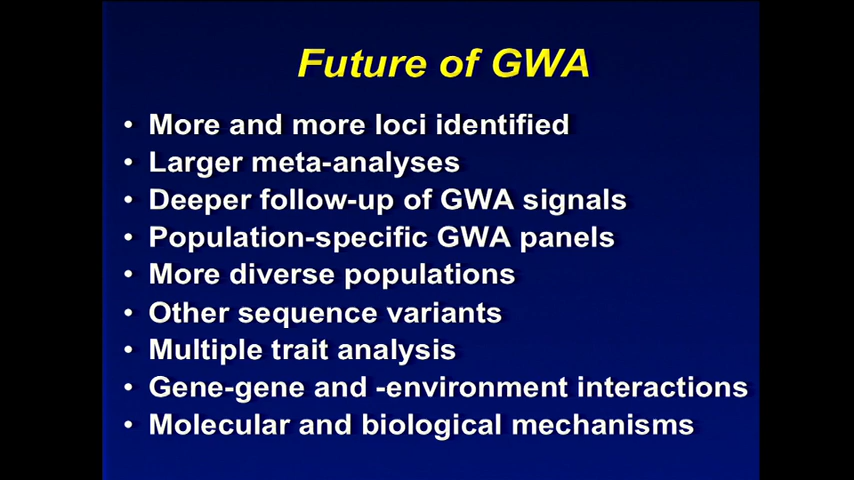 Future of GWA
• More and more loci identified
• Larger meta-analyses
• Deeper follow-up of GWA signals
• Population-specific GWA panels
• More diverse populations
• Other sequence variants
• Multiple trait analysis
• Gene-gene and -environment interactions
• Molecular and biological mechanisms